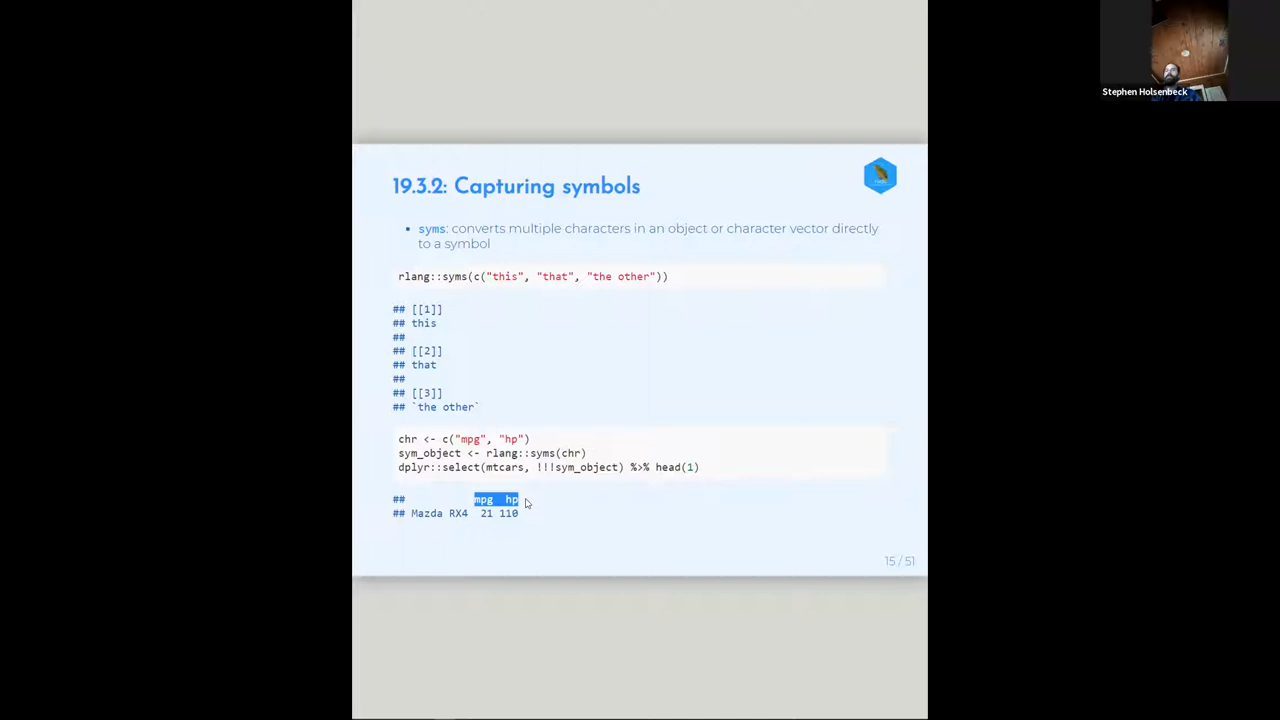 Stephen Holsenbeck
19.3.2: Capturing symbols
• syms: converts multiple characters in an object or character vector directly
to a symbol
rlang::syms(c("this", "that", "the other"))
## [[1]]
## this
##
## [[2]]
## that
##
## [[3]]
## `the other`
chr <- c("mpg", "hp")
sym_object <- rlang::syms(chr)
dplyr::select(mtcars, !!!sym_object) %>% head(1)
##           mpg  hp
## Mazda RX4  21 110
15 / 51